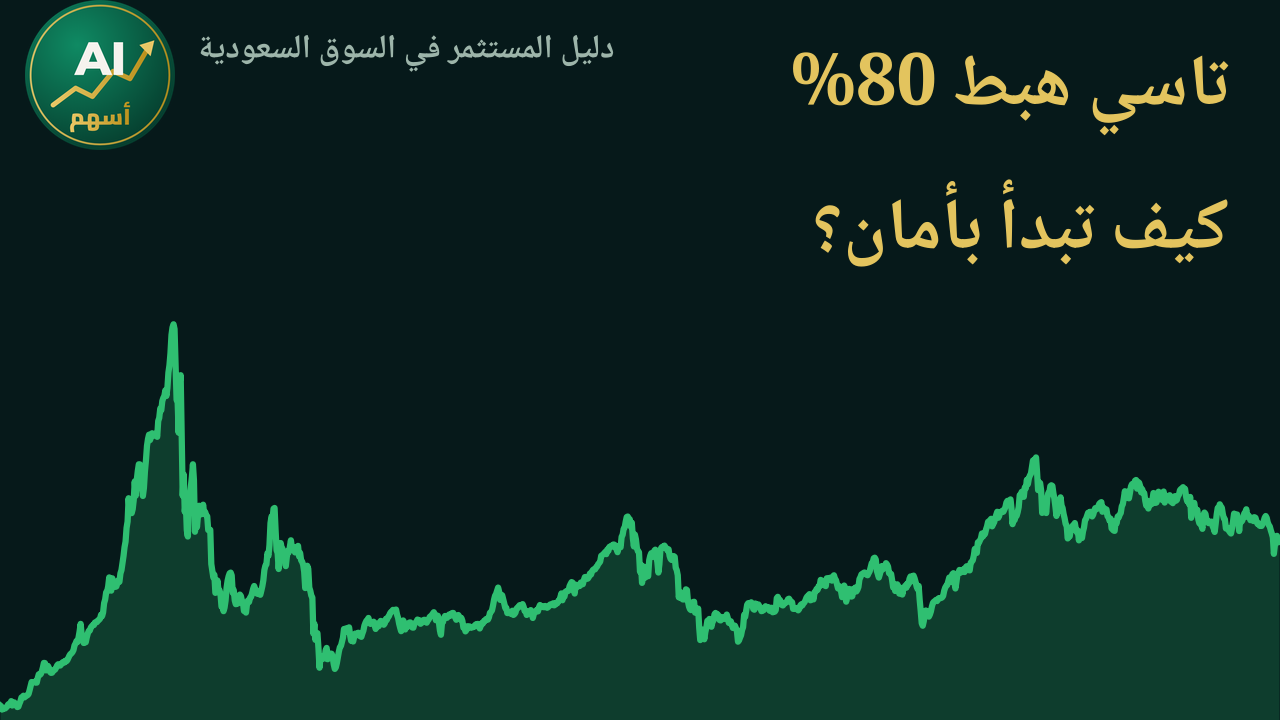 تاسي هبط 80%
كيف تبدأ بأمان؟
دليل المستثمر في السوق السعودية
AI
أسهم